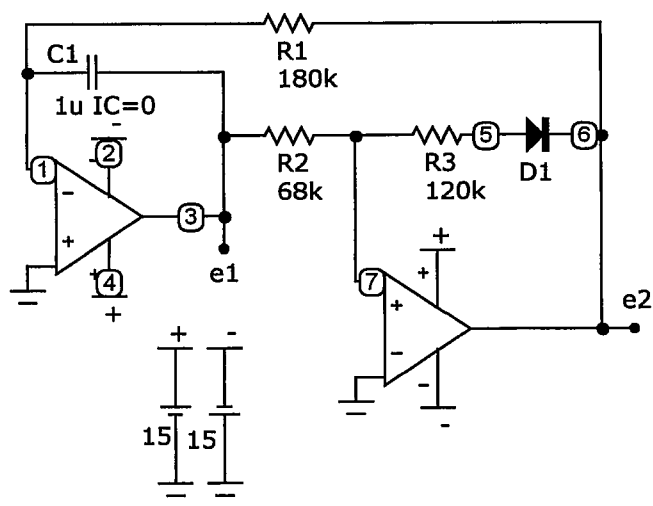 R1
180k
C1
1u IC=0
-
2
-
1
-
+
3
4
+
+
e1
R2
68k
R3
120k
5
D1
6
+
+
7
+
-
-
-
e2
+
-
15
15